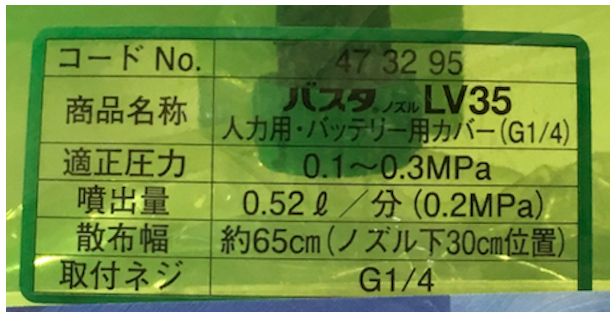 コードNo. 47 32 95
商品名称 バスタノズルLV35
人力用・バッテリー用カバー(G1/4)
適正圧力 0.1～0.3MPa
噴出量 0.52ℓ／分(0.2MPa)
散布幅 約65cm(ノズル下30cm位置)
取付ネジ G1/4